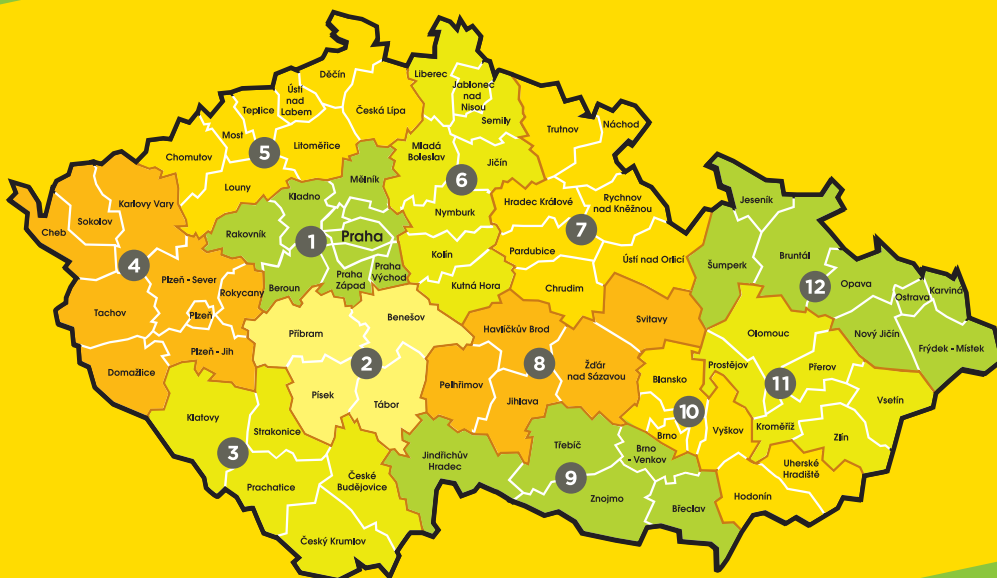 Děčín
Liberec
Ústí
nad
Labem
Jablonec
nad
Nisou
Teplice
Česká Lípa
Semily
Trutnov
Náchod
Most
Chomutov
5
Litoměřice
Mladá
Boleslav
Jičín
Louny
Mělník
6
Karlovy Vary
Kladno
Hradec Králové
Rychnov
nad Kněžnou
Jeseník
Sokolov
Nymburk
Cheb
Rakovník
1
Praha
7
4
Kolín
Pardubice
Ústí nad Orlicí
Šumperk
Bruntál
Plzeň - Sever
Praha
Západ
Praha
Východ
Beroun
Rokycany
Kutná Hora
Chrudim
12
Opava
Ostrava
Karviná
Tachov
Plzeň
Benešov
Svitavy
Příbram
Havlíčkův Brod
Olomouc
Nový Jičín
Frýdek - Místek
Plzeň - Jih
2
8
Žďár
nad Sázavou
Prostějov
Přerov
Domažlice
Pelhřimov
Blansko
11
Písek
Tábor
Jihlava
Vsetín
Klatovy
10
Kroměříž
Strakonice
Brno
Vyškov
Zlín
3
Jindřichův
Hradec
Třebíč
Brno
- Venkov
Uherské
Hradiště
České
Budějovice
9
Prachatice
Znojmo
Hodonín
Břeclav
Český Krumlov